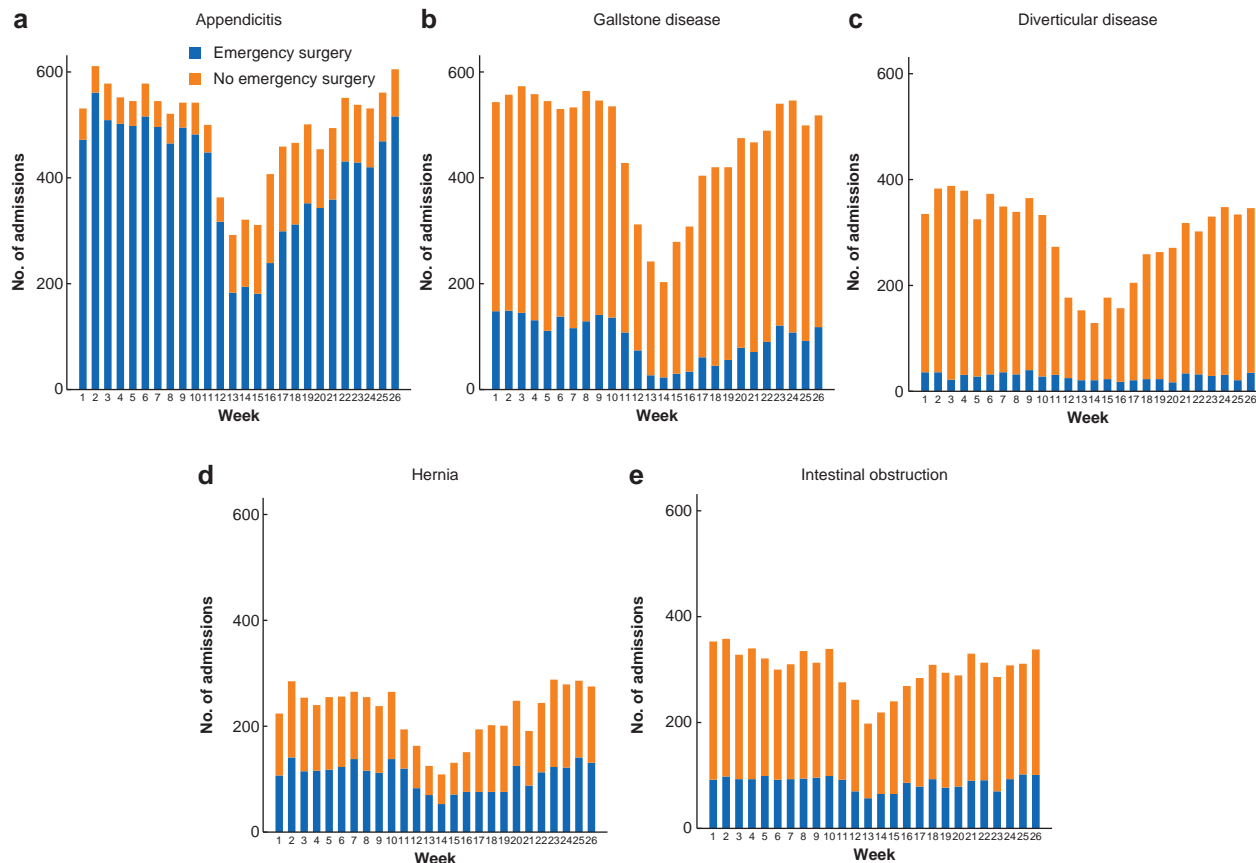 a
Appendicitis
Emergency surgery
No emergency surgery
No. of admissions
600
400
200
0
1 2 3 4 5 6 7 8 9 10 11 12 13 14 15 16 17 18 19 20 21 22 23 24 25 26
Week
b
Gallstone disease
No. of admissions
600
400
200
0
1 2 3 4 5 6 7 8 9 10 11 12 13 14 15 16 17 18 19 20 21 22 23 24 25 26
Week
c
Diverticular disease
No. of admissions
600
400
200
0
1 2 3 4 5 6 7 8 9 10 11 12 13 14 15 16 17 18 19 20 21 22 23 24 25 26
Week
d
Hernia
No. of admissions
600
400
200
0
1 2 3 4 5 6 7 8 9 10 11 12 13 14 15 16 17 18 19 20 21 22 23 24 25 26
Week
e
Intestinal obstruction
No. of admissions
600
400
200
0
1 2 3 4 5 6 7 8 9 10 11 12 13 14 15 16 17 18 19 20 21 22 23 24 25 26
Week